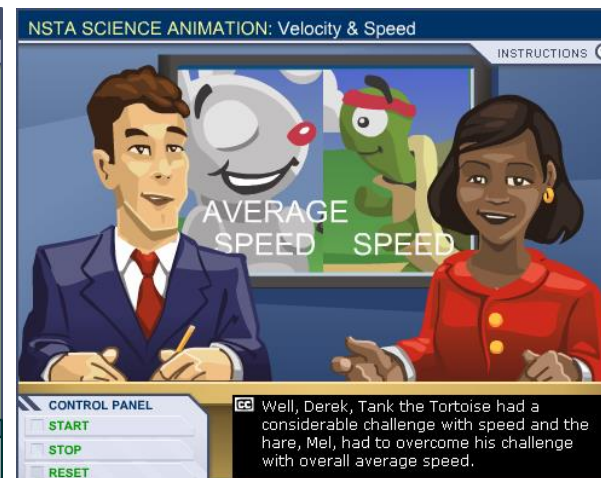 NSTA SCIENCE ANIMATION: Velocity & Speed
INSTRUCTIONS
AVERAGE
SPEED SPEED
CC Well, Derek, Tank the Tortoise had a
considerable challenge with speed and the
hare, Mel, had to overcome his challenge
with overall average speed.
CONTROL PANEL
START
STOP
RESET